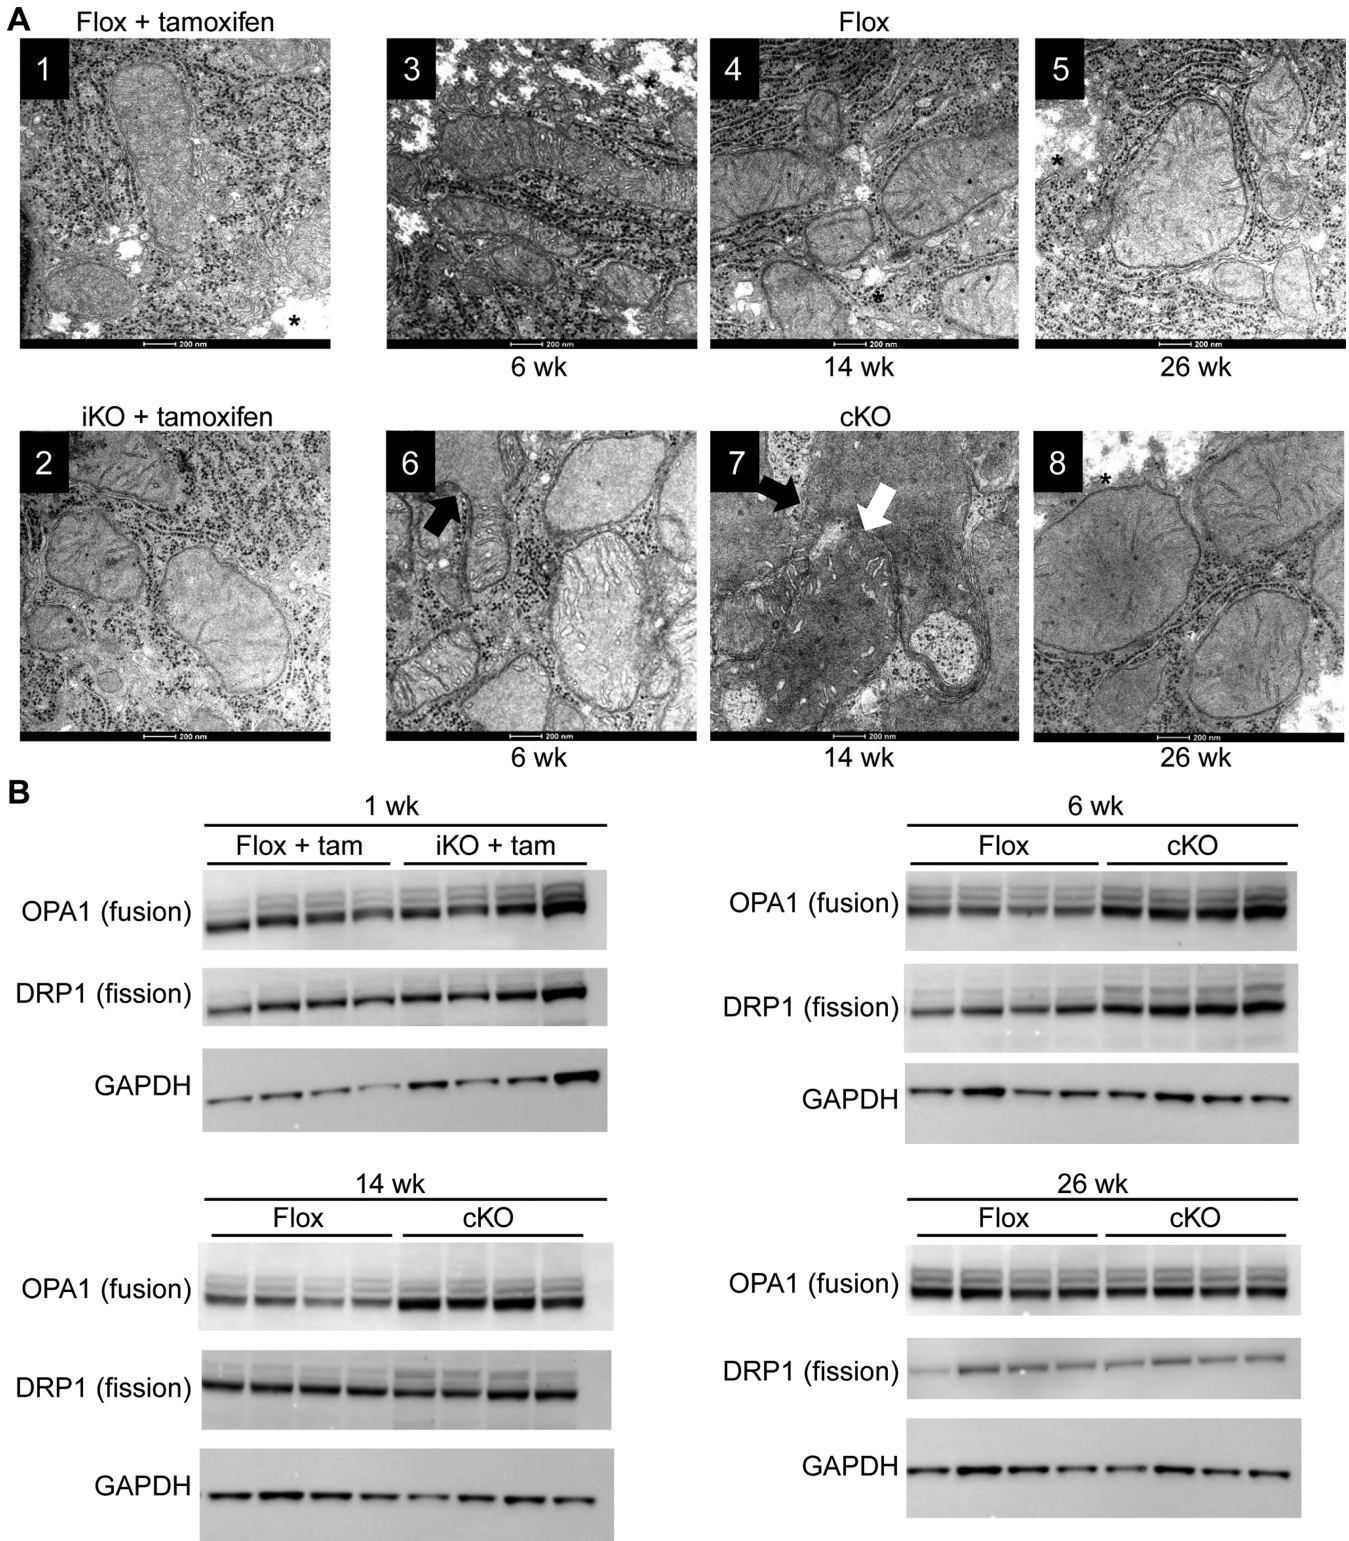 A
Flox + tamoxifen
Flox
1
3
4
5
*
*
*
*
200 nm
200 nm
200 nm
200 nm
6 wk
14 wk
26 wk
iKO + tamoxifen
cKO
2
6
7
8
*
200 nm
200 nm
200 nm
200 nm
6 wk
14 wk
26 wk
B
1 wk
Flox + tam
iKO + tam
OPA1 (fusion)
DRP1 (fission)
GAPDH
6 wk
Flox
cKO
OPA1 (fusion)
DRP1 (fission)
GAPDH
14 wk
Flox
cKO
OPA1 (fusion)
DRP1 (fission)
GAPDH
26 wk
Flox
cKO
OPA1 (fusion)
DRP1 (fission)
GAPDH